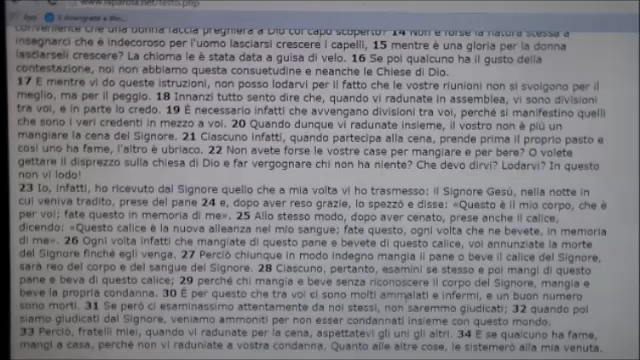 www.laparola.net/testo.php
conveniente che una donna faccia preghiera a Dio col capo scoperto? 14 Non è forse la natura stessa a
insegnarci che è indecoroso per l'uomo lasciarsi crescere i capelli, 15 mentre è una gloria per la donna
lasciarseli crescere? La chioma le è stata data a guisa di velo. 16 Se poi qualcuno ha il gusto della
contestazione, noi non abbiamo questa consuetudine e neanche le Chiese di Dio.
17 E mentre vi do queste istruzioni, non posso lodarvi per il fatto che le vostre riunioni non si svolgono per il
meglio, ma per il peggio. 18 Innanzi tutto sento dire che, quando vi radunate in assemblea, vi sono divisioni
tra voi, e in parte lo credo. 19 È necessario infatti che avvengano divisioni tra voi, perché si manifestino quelli
che sono i veri credenti in mezzo a voi. 20 Quando dunque vi radunate insieme, il vostro non è più un
mangiare la cena del Signore. 21 Ciascuno infatti, quando partecipa alla cena, prende prima il proprio pasto e
così uno ha fame, l'altro è ubriaco. 22 Non avete forse le vostre case per mangiare e per bere? O volete
gettare il disprezzo sulla chiesa di Dio e far vergognare chi non ha niente? Che devo dirvi? Lodarvi? In questo
non vi lodo!
23 Io, infatti, ho ricevuto dal Signore quello che a mia volta vi ho trasmesso: il Signore Gesù, nella notte in
cui veniva tradito, prese del pane 24 e, dopo aver reso grazie, lo spezzò e disse: «Questo è il mio corpo, che è
per voi; fate questo in memoria di me». 25 Allo stesso modo, dopo aver cenato, prese anche il calice,
dicendo: «Questo calice è la nuova alleanza nel mio sangue; fate questo, ogni volta che ne bevete, in memoria
di me». 26 Ogni volta infatti che mangiate di questo pane e bevete di questo calice, voi annunziate la morte
del Signore finché egli venga. 27 Perciò chiunque in modo indegno mangia il pane o beve il calice del Signore,
sarà reo del corpo e del sangue del Signore. 28 Ciascuno, pertanto, esamini se stesso e poi mangi di questo
pane e beva di questo calice; 29 perché chi mangia e beve senza riconoscere il corpo del Signore, mangia e
beve la propria condanna. 30 È per questo che tra voi ci sono molti ammalati e infermi, e un buon numero
sono morti. 31 Se però ci esaminassimo attentamente da noi stessi, non saremmo giudicati; 32 quando poi
siamo giudicati dal Signore, veniamo ammoniti per non esser condannati insieme con questo mondo.
33 Perciò, fratelli miei, quando vi radunate per la cena, aspettatevi gli uni gli altri. 34 E se qualcuno ha fame,
mangi a casa, perché non vi raduniate a vostra condanna. Quanto alle altre cose, le sistemerò alla mia venuta.